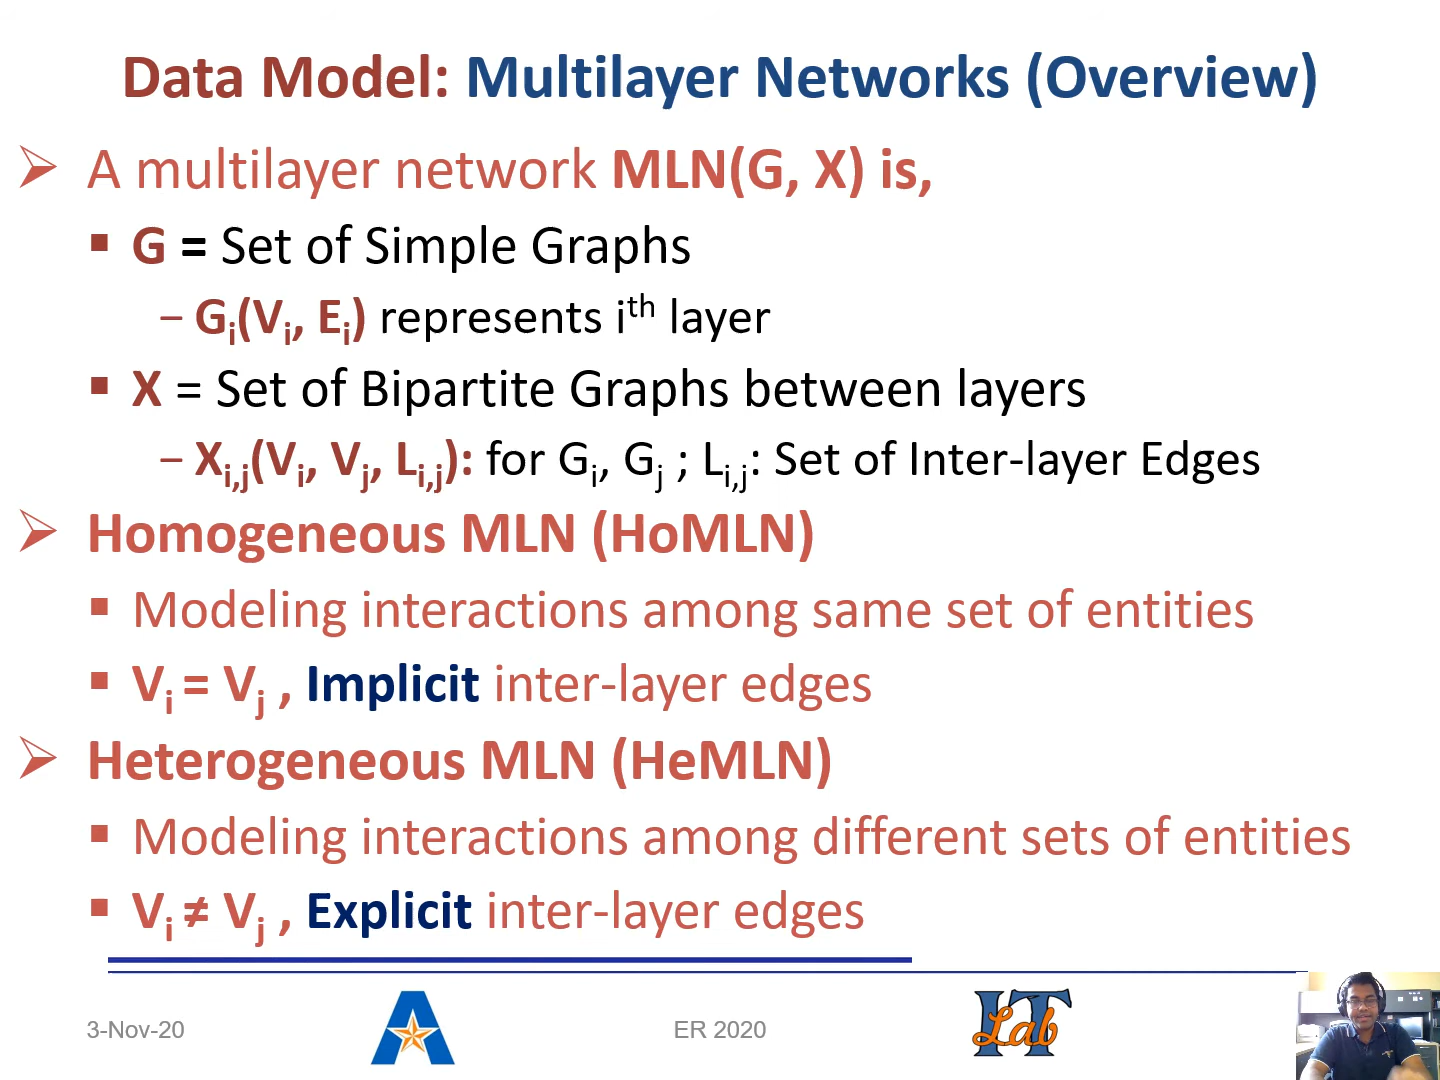 Data Model: Multilayer Networks (Overview)
➢ A multilayer network MLN(G, X) is,
▪ G = Set of Simple Graphs
– Gᵢ(Vᵢ, Eᵢ) represents iᵗʰ layer
▪ X = Set of Bipartite Graphs between layers
– Xᵢ,ⱼ(Vᵢ, Vⱼ, Lᵢ,ⱼ): for Gᵢ, Gⱼ ; Lᵢ,ⱼ: Set of Inter-layer Edges
➢ Homogeneous MLN (HoMLN)
▪ Modeling interactions among same set of entities
▪ Vᵢ = Vⱼ , Implicit inter-layer edges
➢ Heterogeneous MLN (HeMLN)
▪ Modeling interactions among different sets of entities
▪ Vᵢ ≠ Vⱼ , Explicit inter-layer edges
3-Nov-20
A
ER 2020
IT Lab